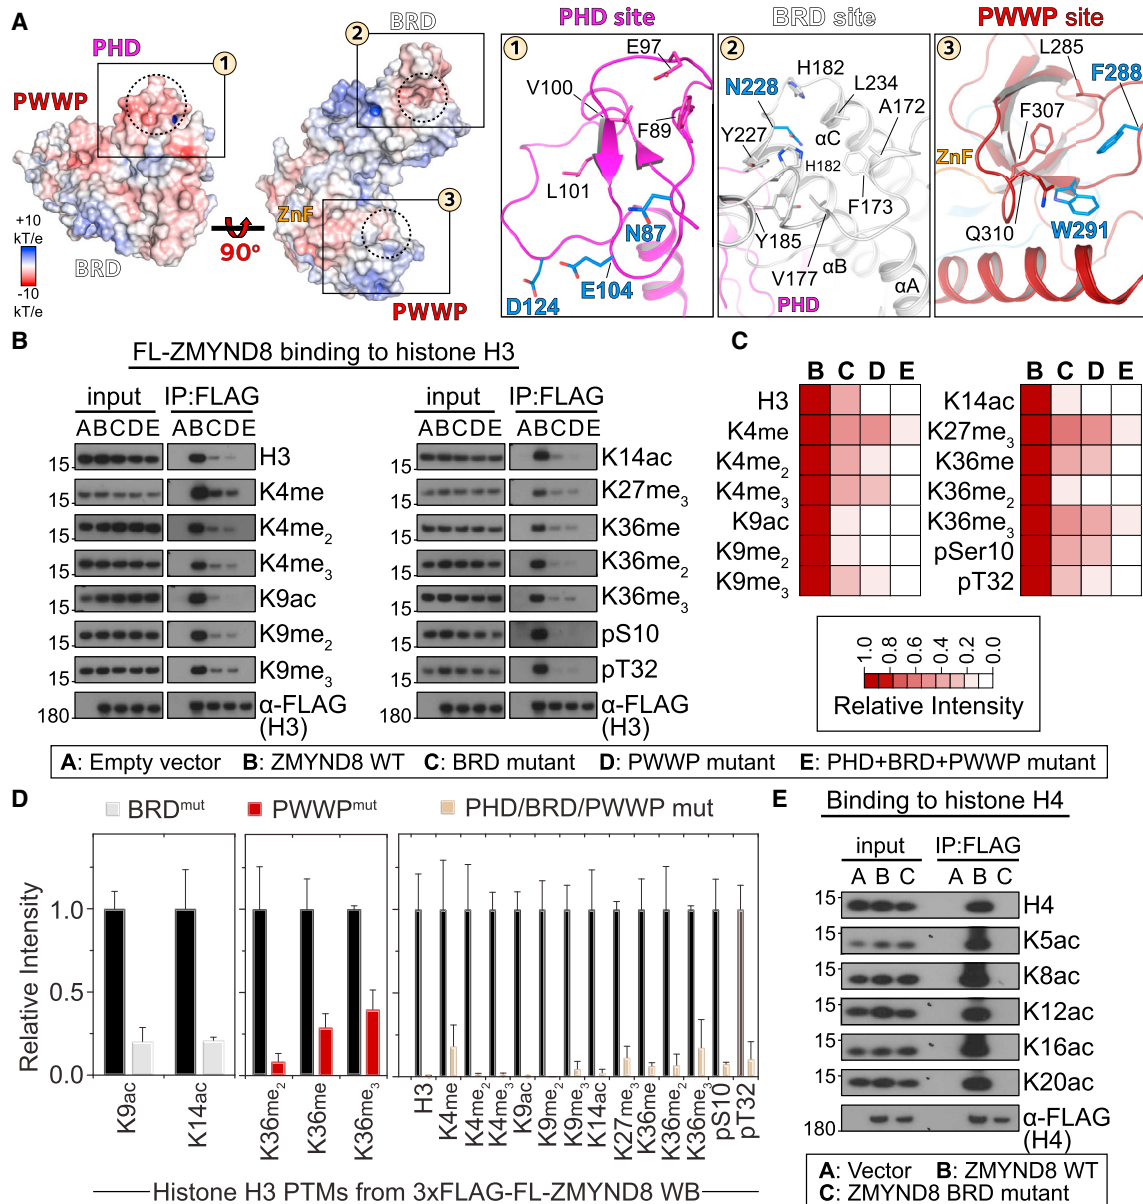 A
BRD
PHD
PWWP
1
2
3
ZnF
BRD
PWWP
90°
+10
kT/e
-10
kT/e
PHD site
1
E97
V100
F89
L101
N87
E104
D124
BRD site
2
N228
H182
L234
A172
Y227
αC
H182
F173
Y185
V177
αB
αA
PHD
PWWP site
3
L285
F288
F307
ZnF
Q310
W291
B
FL-ZMYND8 binding to histone H3
input IP:FLAG
A B C D E A B C D E
15 H3
K4me
15
15 K4me2
15 K4me3
K9ac
15
15 K9me2
15 K9me3
180 α-FLAG
(H3)
input IP:FLAG
A B C D E A B C D E
15 K14ac
15 K27me3
15 K36me
15 K36me2
15 K36me3
15 pS10
15 pT32
180 α-FLAG
(H3)
A: Empty vector B: ZMYND8 WT C: BRD mutant D: PWWP mutant E: PHD+BRD+PWWP mutant
C
B C D E
H3
K4me
K4me2
K4me3
K9ac
K9me2
K9me3
B C D E
K14ac
K27me3
K36me
K36me2
K36me3
pSer10
pT32
1.0 0.8 0.6 0.4 0.2 0.0
Relative Intensity
D
BRDmut PWWPmut PHD/BRD/PWWP mut
Relative Intensity
1.0
0.5
0.0
K9ac K14ac
K36me2 K36me K36me3
H3 K4me K4me2 K4me3 K9ac K9me2 K9me3 K14ac K27me3 K36me K36me2 K36me3 pS10 pT32
Histone H3 PTMs from 3xFLAG-FL-ZMYND8 WB
E
Binding to histone H4
input IP:FLAG
A B C A B C
15 H4
15 K5ac
15 K8ac
15 K12ac
15 K16ac
15 K20ac
180 α-FLAG
(H4)
A: Vector B: ZMYND8 WT
C: ZMYND8 BRD mutant